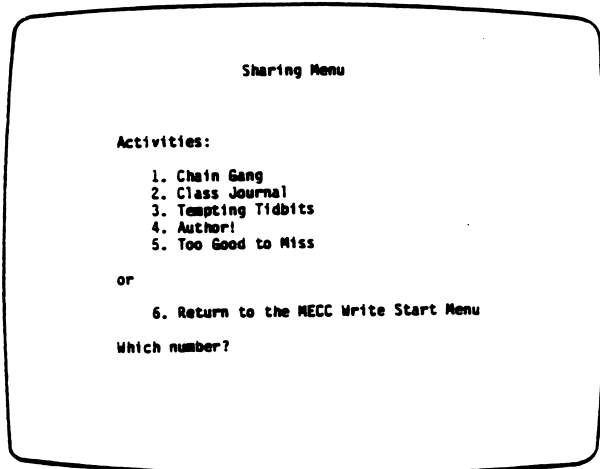 Sharing Menu
Activities:
1. Chain Gang
2. Class Journal
3. Tempting Tidbits
4. Author!
5. Too Good to Miss
or
6. Return to the MECC Write Start Menu
Which number?